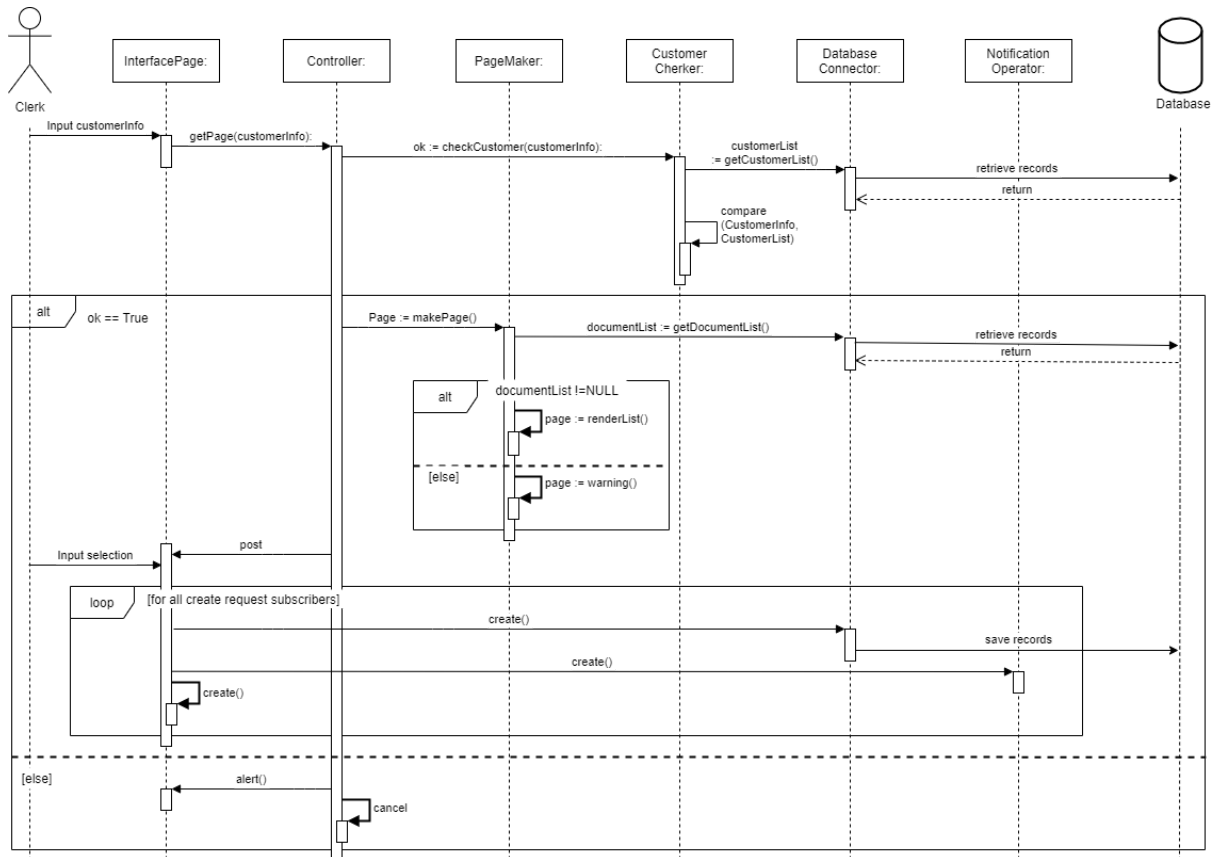 InterfacePage:
Controller:
PageMaker:
Customer
Cherker:
Database
Connector:
Notification
Operator:
Clerk
Database
Input customerInfo
getPage(customerInfo):
ok := checkCustomer(customerInfo):
customerList
:= getCustomerList()
retrieve records
return
compare
(CustomerInfo,
CustomerList)
alt
ok == True
Page := makePage()
documentList := getDocumentList()
retrieve records
return
alt
documentList !=NULL
page := renderList()
[else]
page := warning()
post
Input selection
loop
[for all create request subscribers]
create()
save records
create()
create()
[else]
alert()
cancel